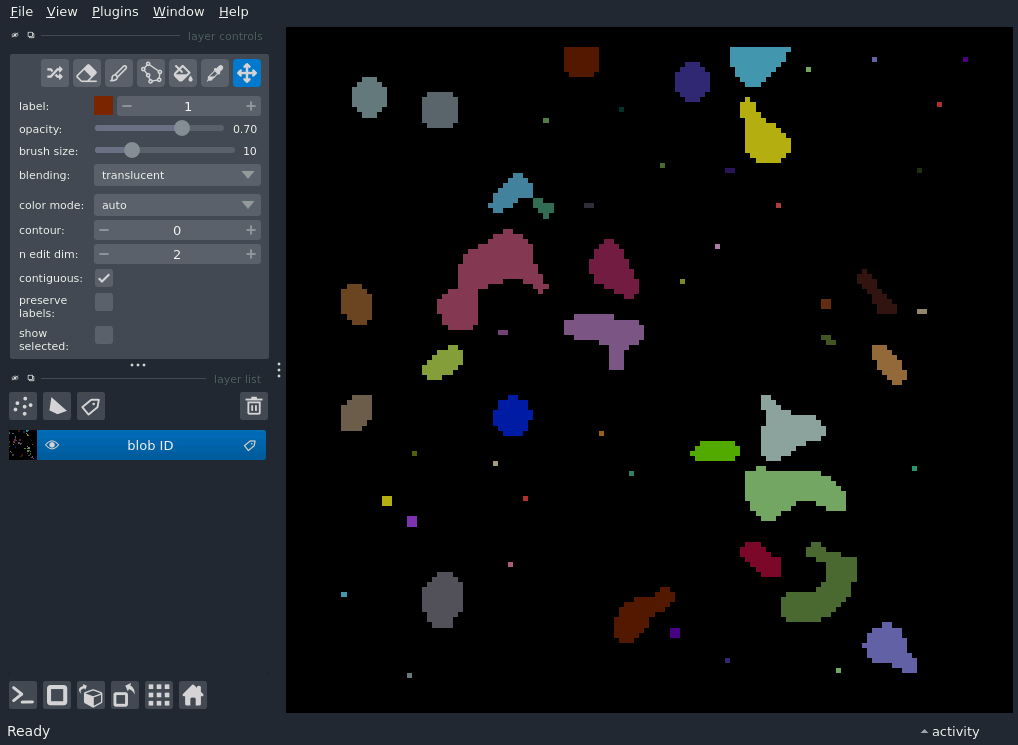 File View Plugins Window Help
layer controls
label: 1
opacity: 0.70
brush size: 10
blending: translucent
color mode: auto
contour: 0
n edit dim: 2
contiguous:
preserve
labels:
show
selected:
layer list
blob ID
Ready
activity